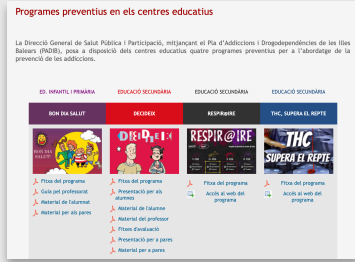 Programes preventius en els centres educatius
La Direcció General de Salut Pública i Participació, mitjançant el Pla d'Addiccions i Drogodependències de les Illes
Balears (PADIB), posa a disposició dels centres educatius quatre programes preventius per a l'abordatge de la
prevenció de les addiccions.
ED. INFANTIL I PRIMÀRIA
EDUCACIÓ SECUNDÀRIA
EDUCACIÓ SECUNDÀRIA
EDUCACIÓ SECUNDÀRIA
BON DIA SALUT
DECIDEIX
RESPIR@IRE
THC, SUPERA EL REPTE
BON DIA
SALUT!
DECIDEIX
RESPIR@IRE
THC
SUPERA EL REPTE
Fitxa del programa
Guia pel professorat
Material de l'alumnat
Material per als pares
Fitxa del programa
Presentació per als
alumnes
Material de l'alumne
Material del professor
Fitxes d'avaluació
Presentació per a pares
Material per a pares
Fitxa del programa
Accés al web del
programa
Fitxa del programa
Accés al web del
programa